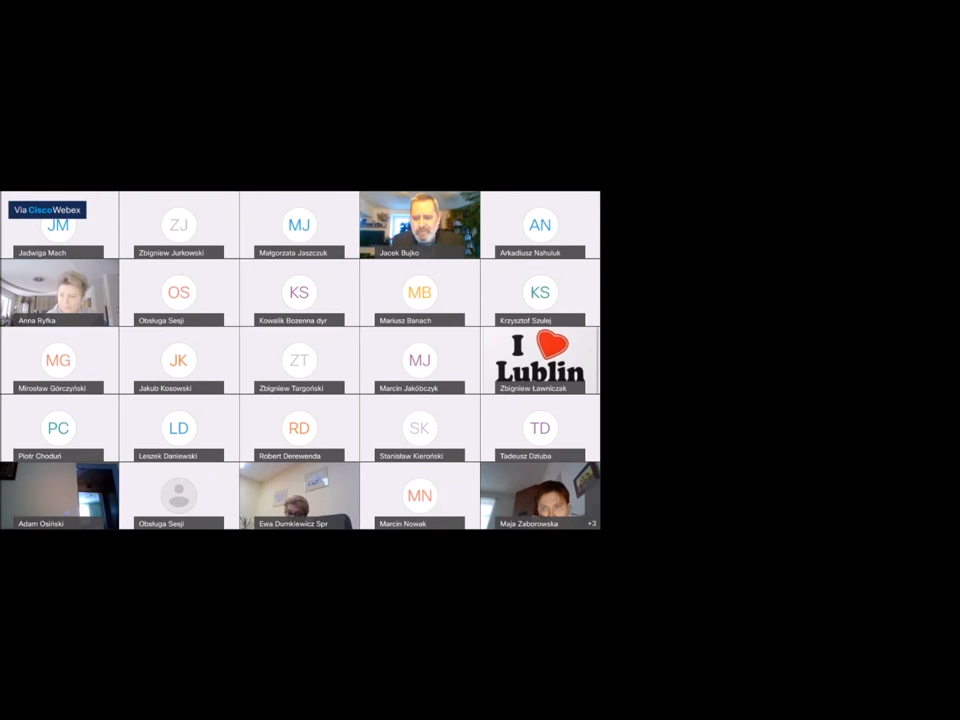 Via CiscoWebex
JM
ZJ
MJ
AN
Jadwiga Mach
Zbigniew Jurkowski
Małgorzata Jaszczuk
Jacek Bujko
Arkadiusz Nahuluk
OS
KS
MB
KS
Anna Ryfka
Obsługa Sesji
Kowalik Bozenna dyr
Mariusz Banach
Krzysztof Szulej
MG
JK
ZT
MJ
I
Lublin
Mirosław Górczyński
Jakub Kosowski
Zbigniew Targoński
Marcin Jakóbczyk
Zbigniew Ławniczak
PC
LD
RD
SK
TD
Piotr Choduń
Leszek Daniewski
Robert Derewenda
Stanisław Kieroński
Tadeusz Dziuba
MN
Adam Osiński
Obsługa Sesji
Ewa Dumkiewicz Spr
Marcin Nowak
Maja Zaborowska
+3